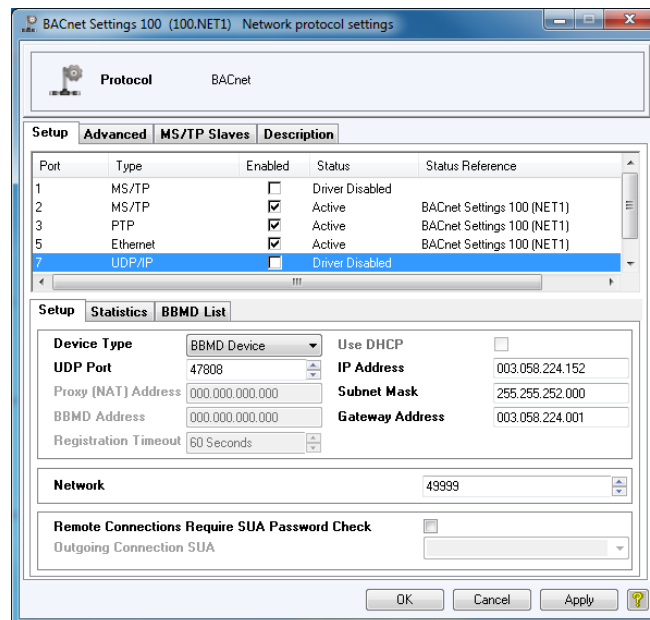 BACnet Settings 100 (100.NET1) Network protocol settings
Protocol BACnet
Setup Advanced MS/TP Slaves Description
Port Type Enabled Status Status Reference
1 MS/TP Driver Disabled
2 MS/TP Active BACnet Settings 100 (NET1)
3 PTP Active BACnet Settings 100 (NET1)
5 Ethernet Active BACnet Settings 100 (NET1)
7 UDP/IP Driver Disabled
Setup Statistics BBMD List
Device Type BBMD Device Use DHCP
UDP Port 47808 IP Address 003.058.224.152
Proxy (NAT) Address 000.000.000.000 Subnet Mask 255.255.252.000
BBMD Address 000.000.000.000 Gateway Address 003.058.224.001
Registration Timeout 60 Seconds
Network 49999
Remote Connections Require SUA Password Check
Outgoing Connection SUA
OK Cancel Apply ?